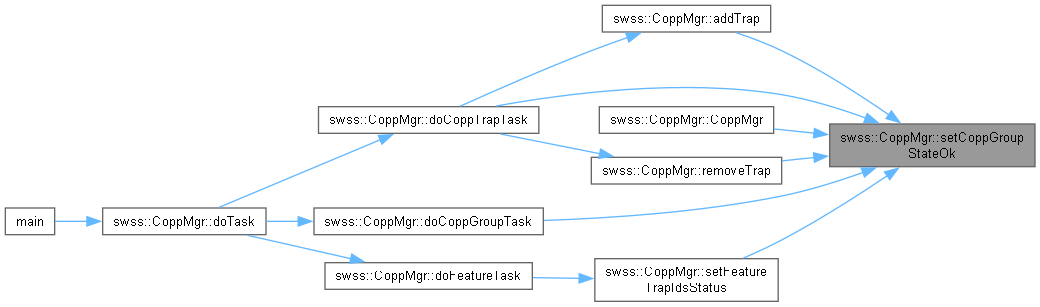 swss::CoppMgr::addTrap
swss::CoppMgr::doCoppTrapTask
swss::CoppMgr::CoppMgr
swss::CoppMgr::setCoppGroup
StateOk
swss::CoppMgr::removeTrap
main
swss::CoppMgr::doTask
swss::CoppMgr::doCoppGroupTask
swss::CoppMgr::doFeatureTask
swss::CoppMgr::setFeature
TrapIdsStatus